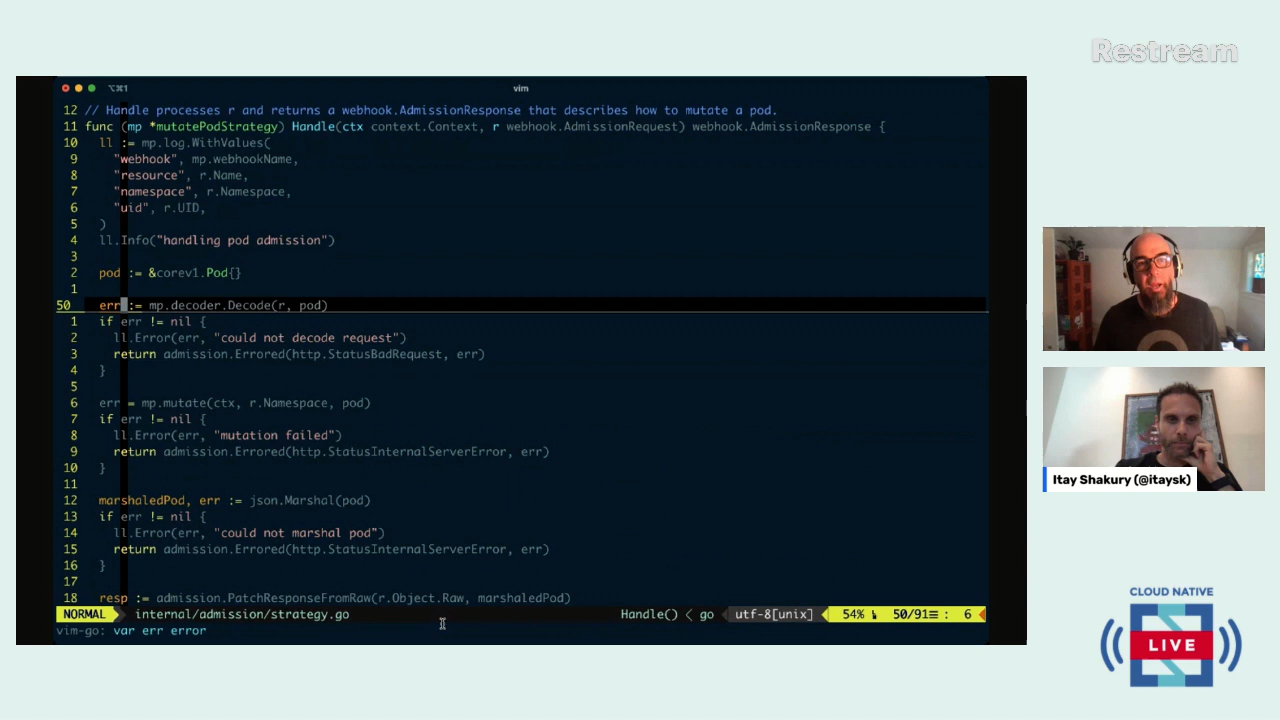 Restream
⌥⌘1
vim
12 // Handle processes r and returns a webhook.AdmissionResponse that describes how to mutate a pod.
11 func (mp *mutatePodStrategy) Handle(ctx context.Context, r webhook.AdmissionRequest) webhook.AdmissionResponse {
10 ll := mp.log.WithValues(
9 "webhook", mp.webhookName,
8 "resource", r.Name,
7 "namespace", r.Namespace,
6 "uid", r.UID,
5 )
4 ll.Info("handling pod admission")
3
2 pod := &corev1.Pod{}
1
50 err := mp.decoder.Decode(r, pod)
1 if err != nil {
2 ll.Error(err, "could not decode request")
3 return admission.Errored(http.StatusBadRequest, err)
4 }
5
6 err = mp.mutate(ctx, r.Namespace, pod)
7 if err != nil {
8 ll.Error(err, "mutation failed")
9 return admission.Errored(http.StatusInternalServerError, err)
10 }
11
12 marshaledPod, err := json.Marshal(pod)
13 if err != nil {
14 ll.Error(err, "could not marshal pod")
15 return admission.Errored(http.StatusInternalServerError, err)
16 }
17
18 resp := admission.PatchResponseFromRaw(r.Object.Raw, marshaledPod)
NORMAL internal/admission/strategy.go Handle() < go utf-8[unix] 54% 50/91≡ : 6
vim-go: var err error
Itay Shakury (@itaysk)
CLOUD NATIVE
LIVE